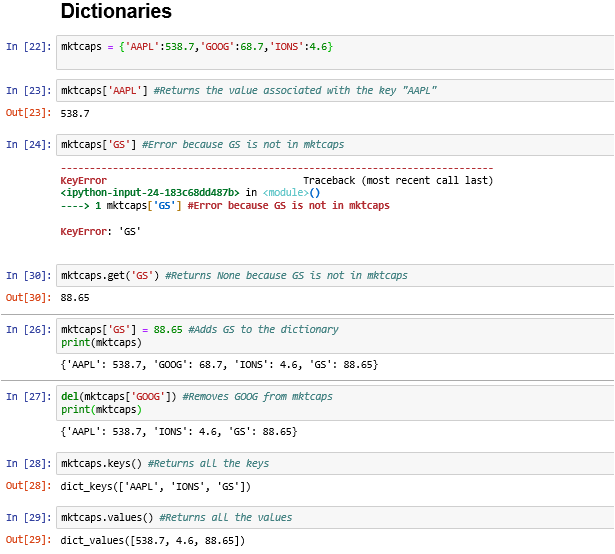 Dictionaries
In [22]: mktcaps = {'AAPL':538.7,'GOOG':68.7,'IONS':4.6}
In [23]: mktcaps['AAPL'] #Returns the value associated with the key "AAPL"
Out[23]: 538.7
In [24]: mktcaps['GS'] #Error because GS is not in mktcaps
---------------------------------------------------------------------------
KeyError                                  Traceback (most recent call last)
<ipython-input-24-183c68dd487b> in <module>()
----> 1 mktcaps['GS'] #Error because GS is not in mktcaps
KeyError: 'GS'
In [30]: mktcaps.get('GS') #Returns None because GS is not in mktcaps
Out[30]: 88.65
In [26]: mktcaps['GS'] = 88.65 #Adds GS to the dictionary
print(mktcaps)
{'AAPL': 538.7, 'GOOG': 68.7, 'IONS': 4.6, 'GS': 88.65}
In [27]: del(mktcaps['GOOG']) #Removes GOOG from mktcaps
print(mktcaps)
{'AAPL': 538.7, 'IONS': 4.6, 'GS': 88.65}
In [28]: mktcaps.keys() #Returns all the keys
Out[28]: dict_keys(['AAPL', 'IONS', 'GS'])
In [29]: mktcaps.values() #Returns all the values
Out[29]: dict_values([538.7, 4.6, 88.65])